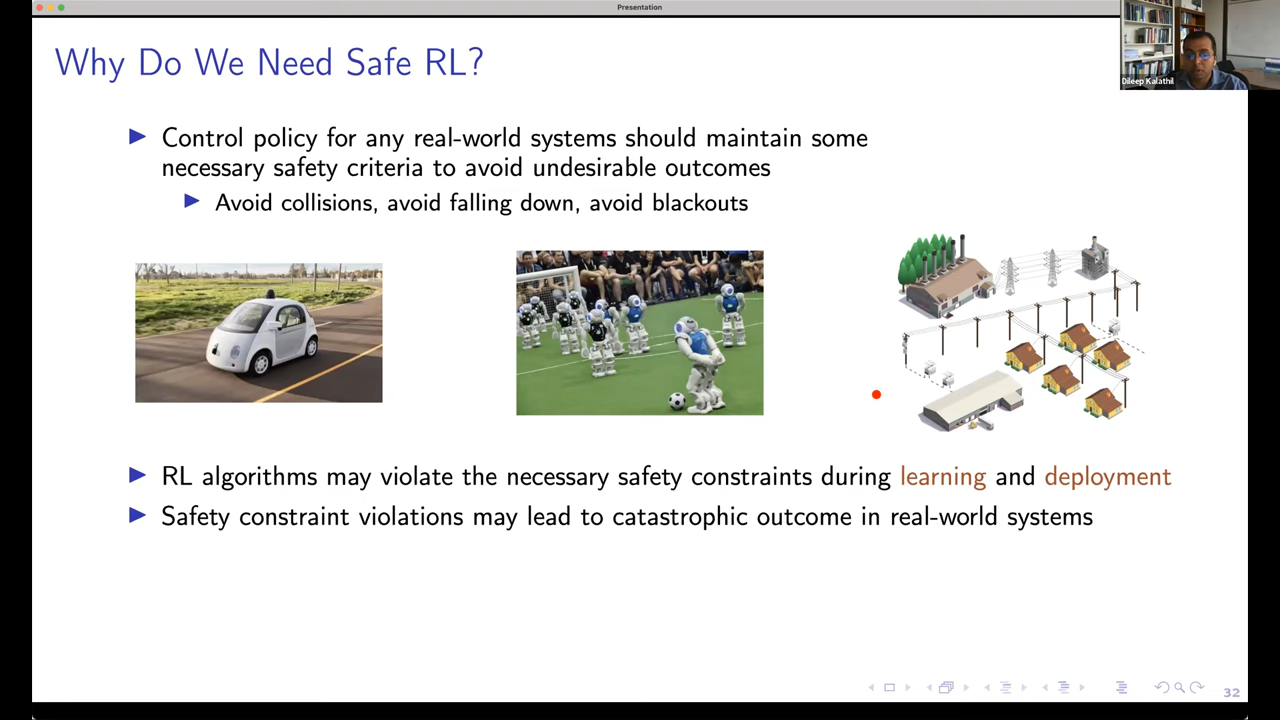 Presentation
Why Do We Need Safe RL?
Dileep Kalathil
Control policy for any real-world systems should maintain some
necessary safety criteria to avoid undesirable outcomes
Avoid collisions, avoid falling down, avoid blackouts
RL algorithms may violate the necessary safety constraints during learning and deployment
Safety constraint violations may lead to catastrophic outcome in real-world systems
32